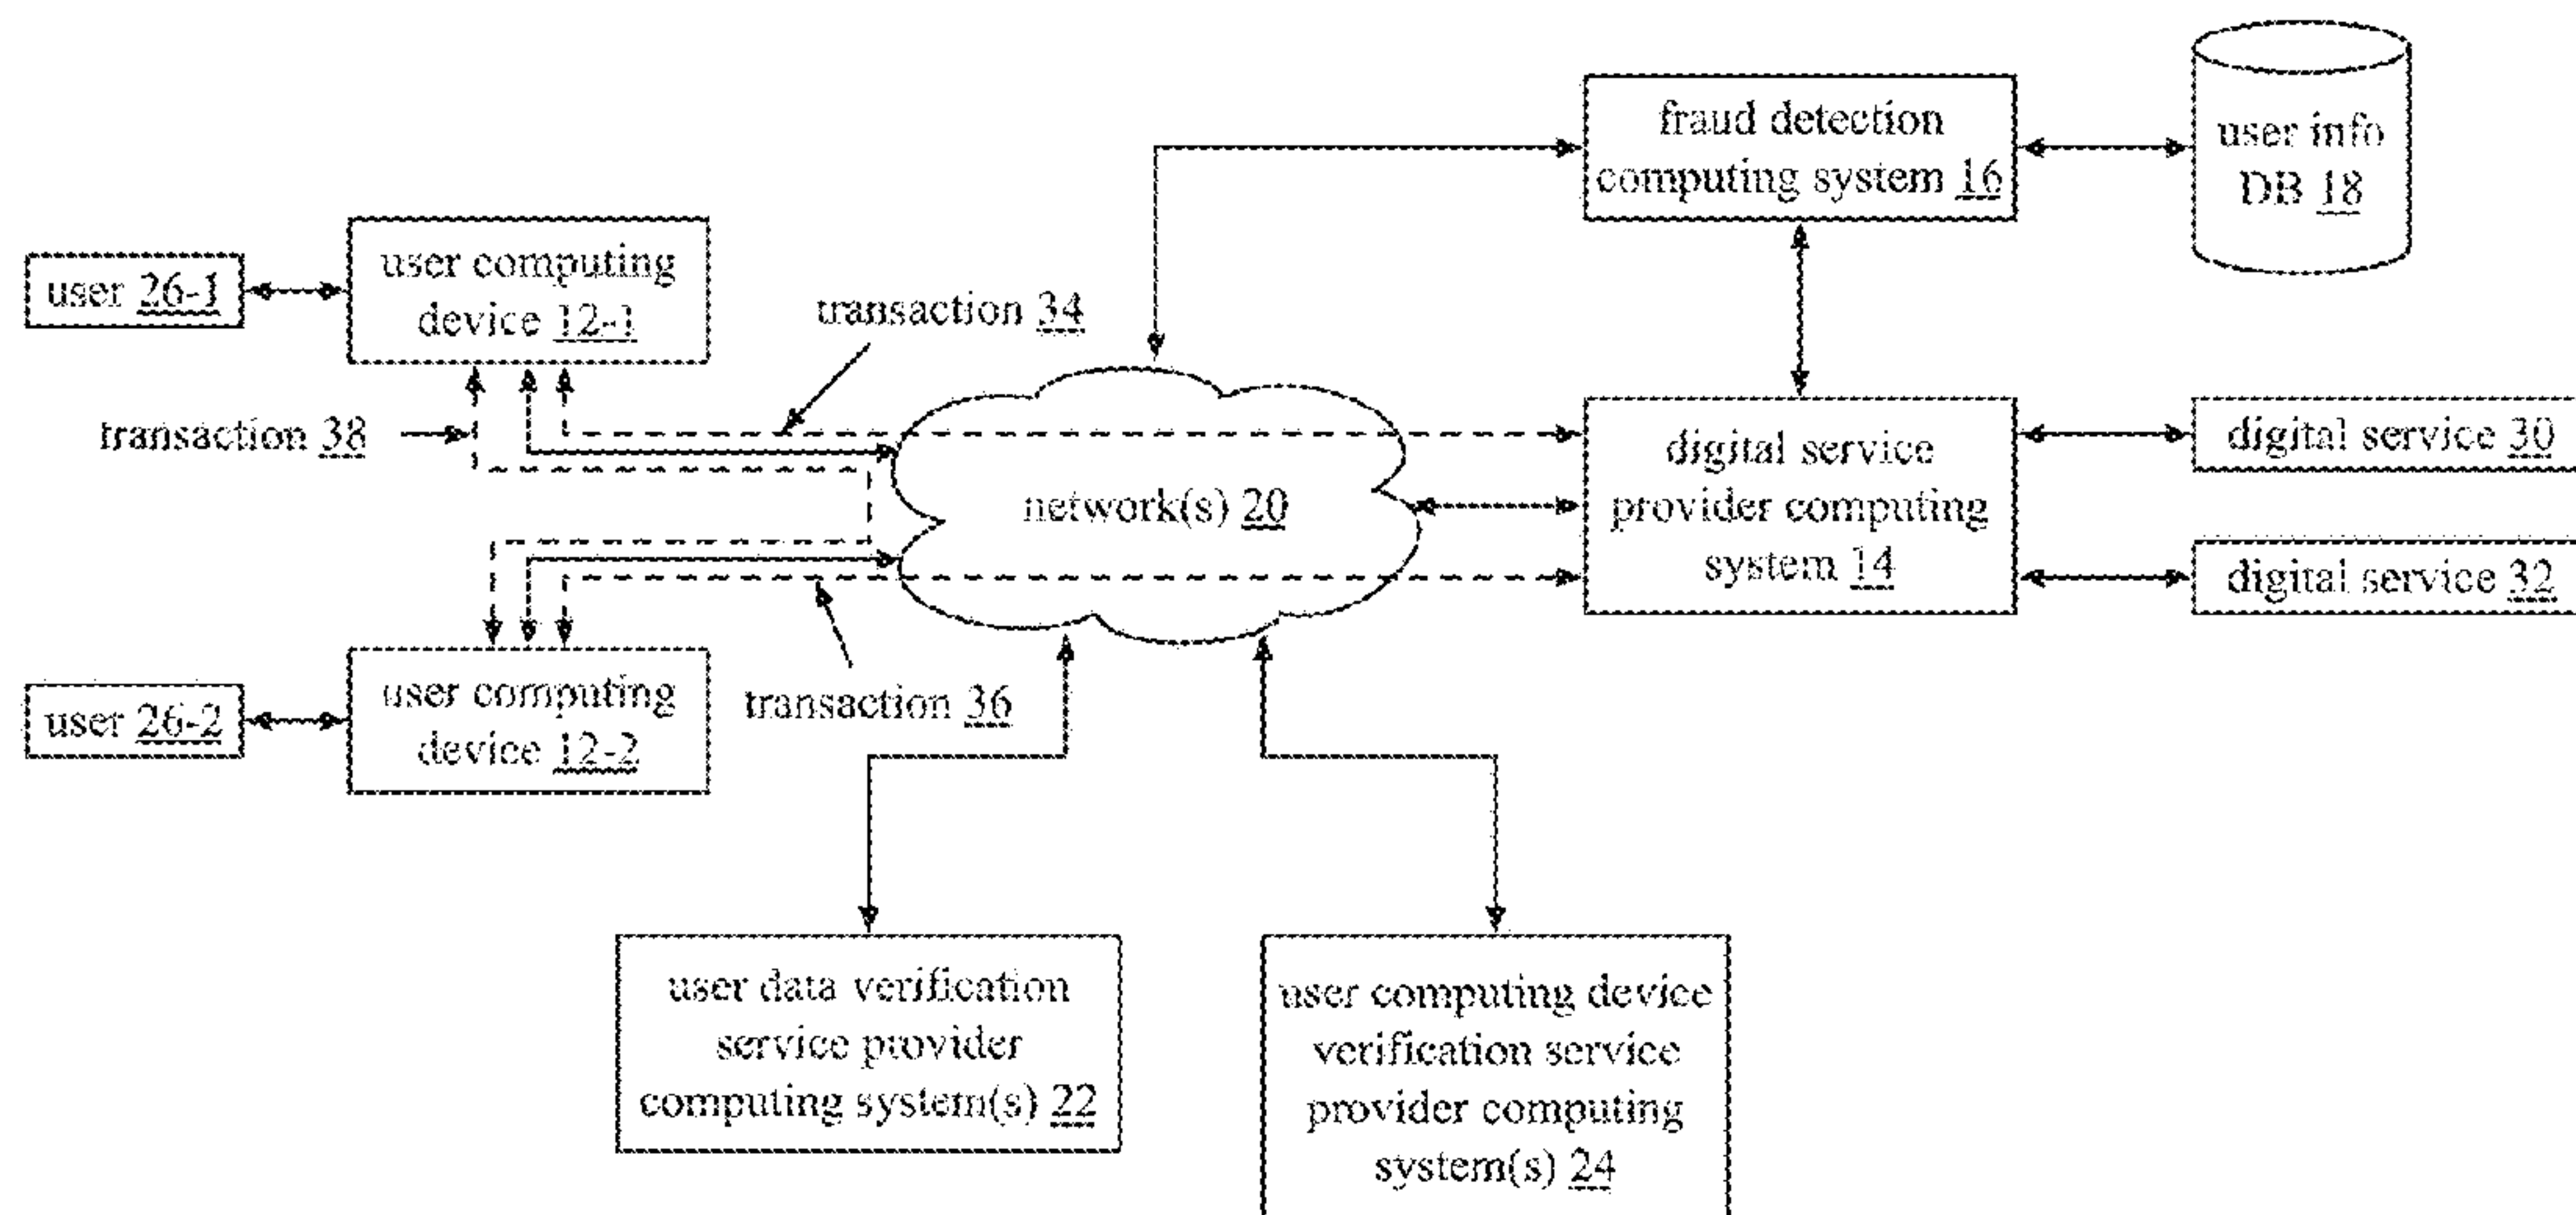 fraud detection
computing system 16
user info
DB 18
user computing
device 12-1
user 26-1
transaction 34
transaction 38
digital service
provider computing
system 14
digital service 30
network(s) 20
digital service 32
user computing
device 12-2
user 26-2
transaction 36
user data verification
service provider
computing system(s) 22
user computing device
verification service
provider computing
system(s) 24